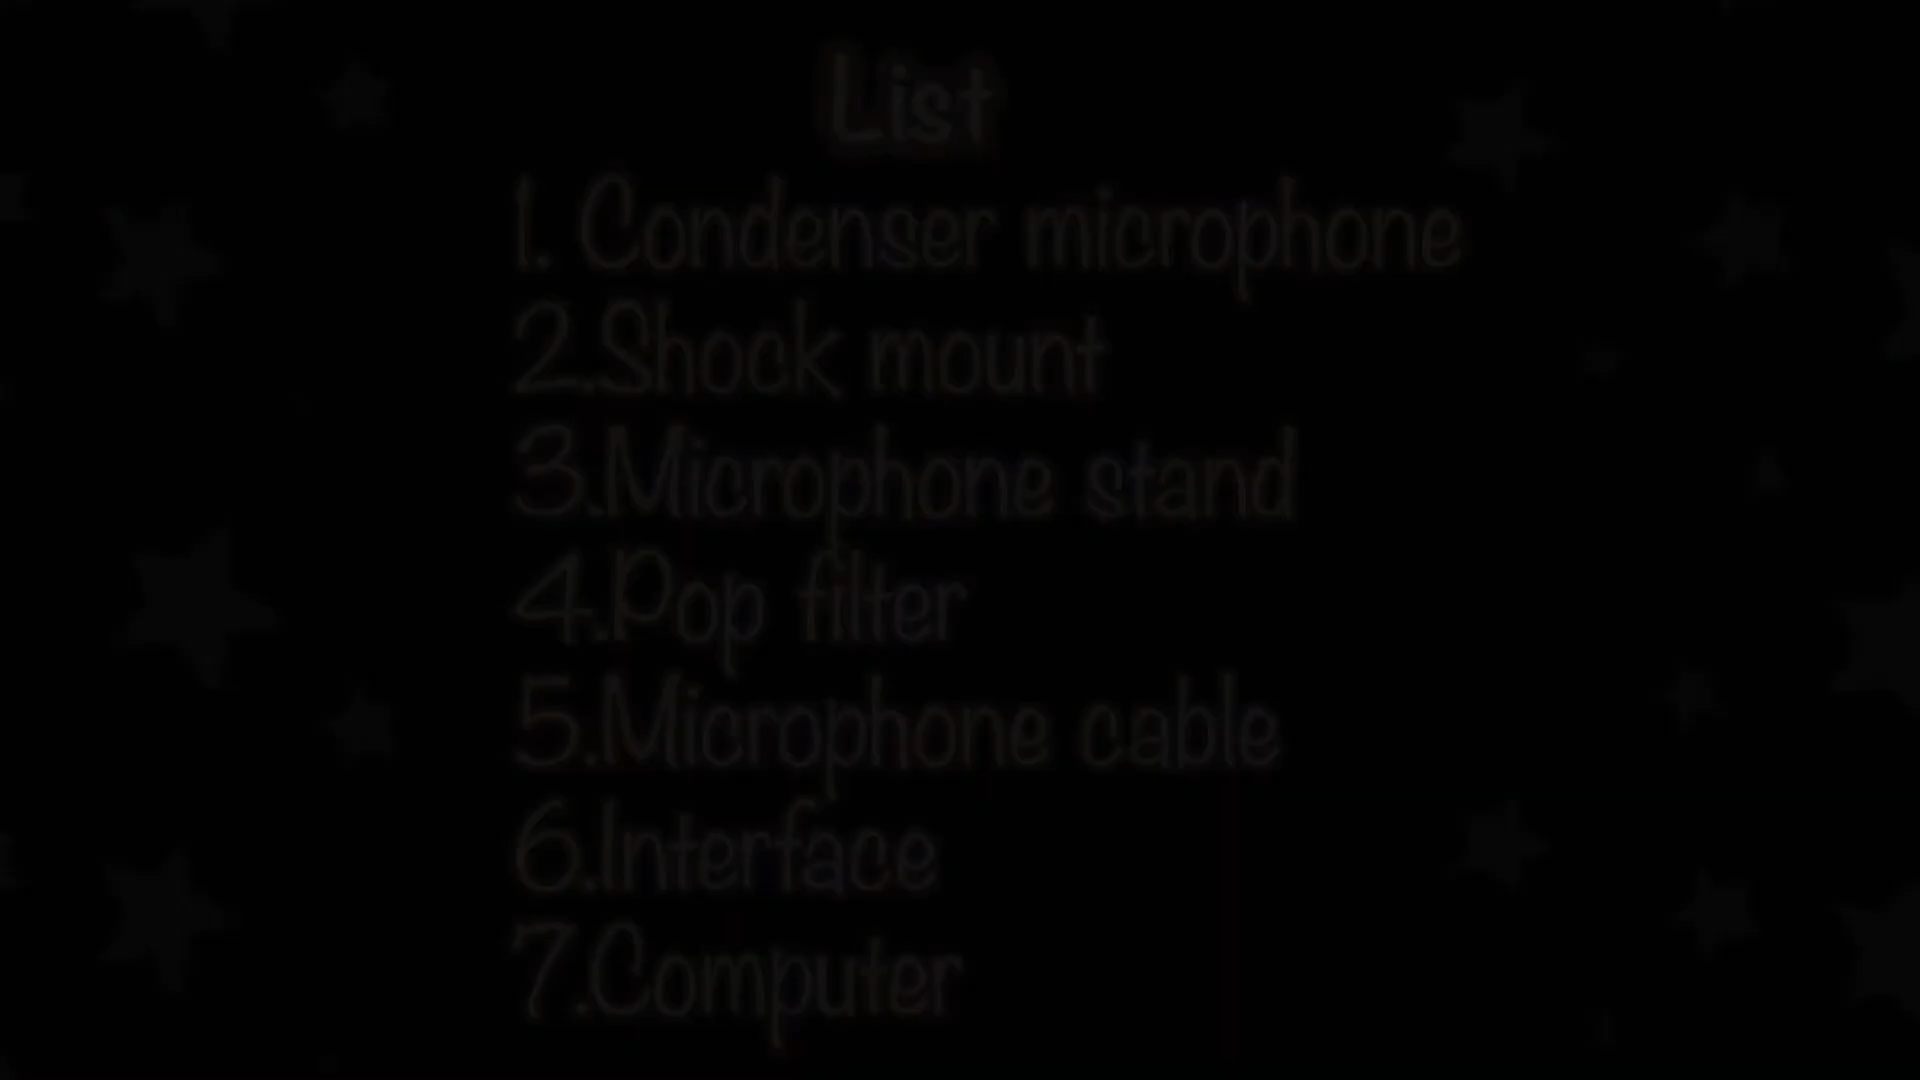 List
1. Condenser microphone
2.Shock mount
3.Microphone stand
4.Pop filter
5.Microphone cable
6.Interface
7.Computer